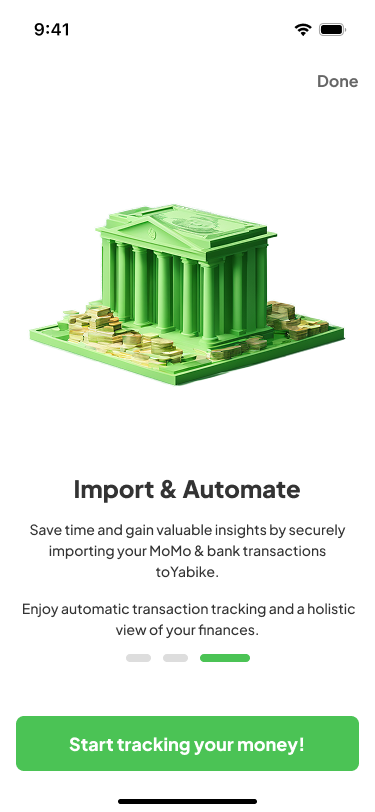 9:41
Done
Import & Automate
Save time and gain valuable insights by securely
importing your MoMo & bank transactions
toYabike.
Enjoy automatic transaction tracking and a holistic
view of your finances.
Start tracking your money!